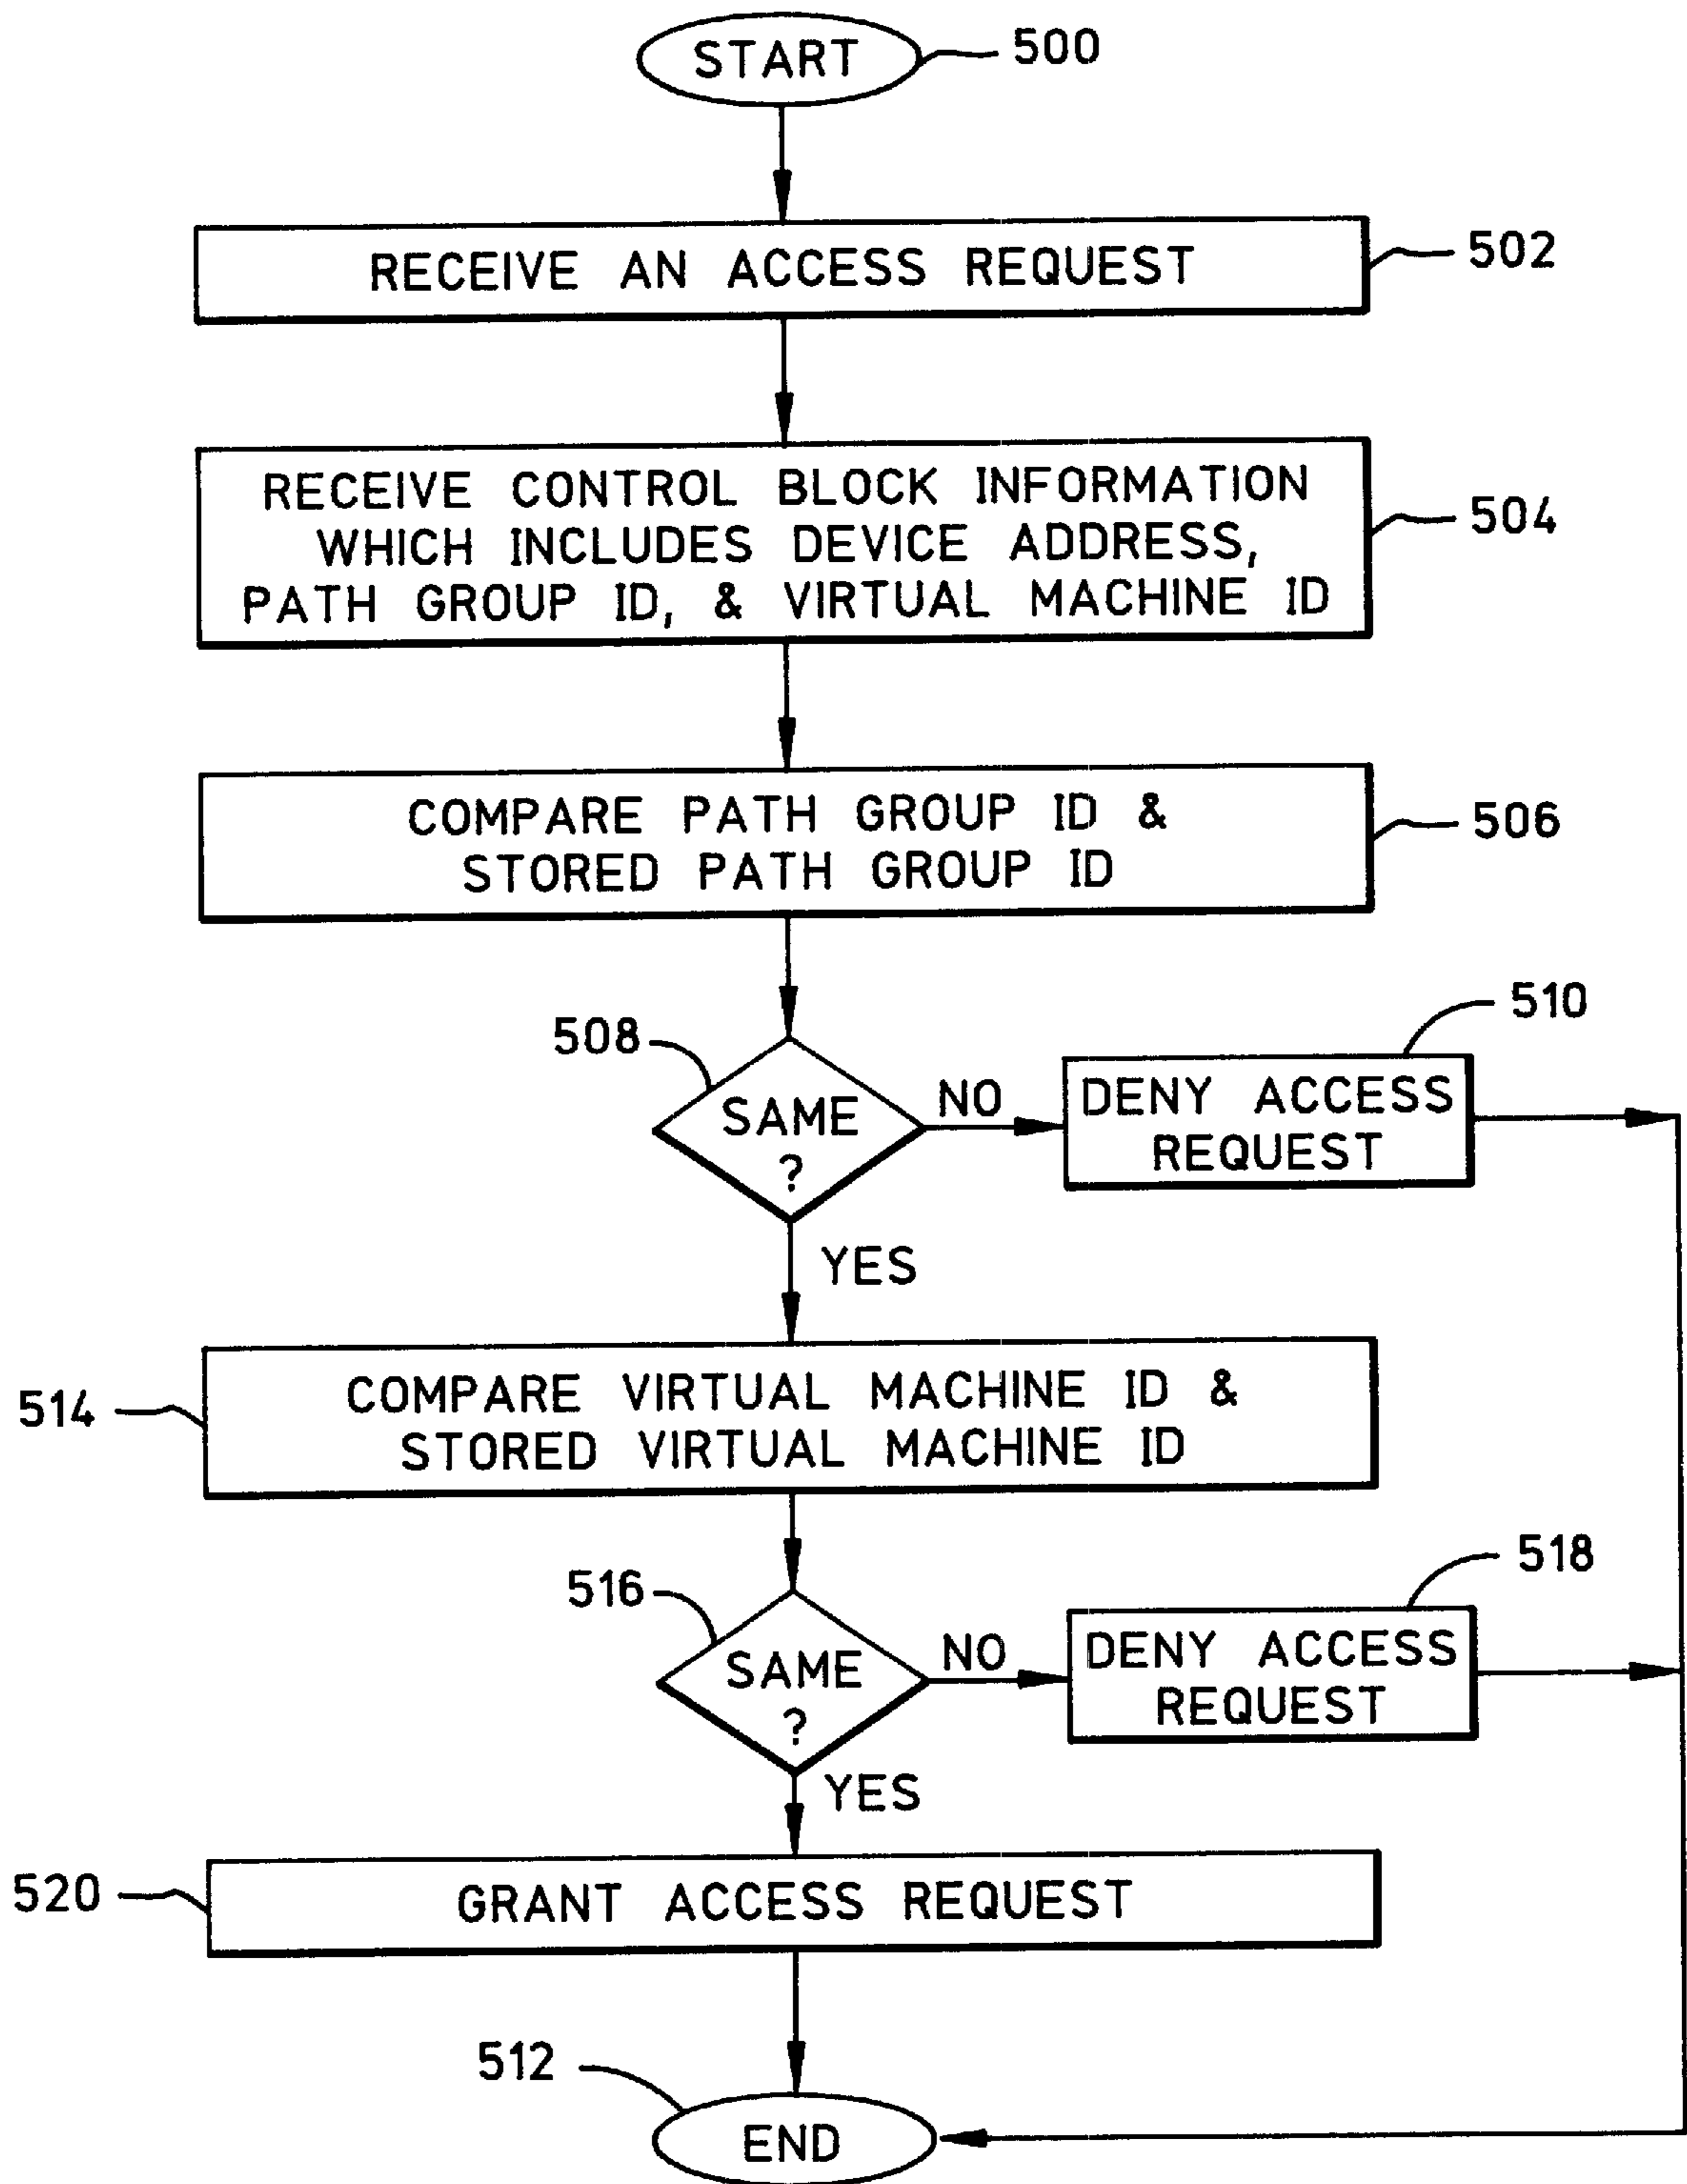 START
500
RECEIVE AN ACCESS REQUEST
502
RECEIVE CONTROL BLOCK INFORMATION
WHICH INCLUDES DEVICE ADDRESS,
PATH GROUP ID, & VIRTUAL MACHINE ID
504
COMPARE PATH GROUP ID &
STORED PATH GROUP ID
506
508
SAME
?
NO
510
DENY ACCESS
REQUEST
YES
514
COMPARE VIRTUAL MACHINE ID &
STORED VIRTUAL MACHINE ID
516
SAME
?
NO
518
DENY ACCESS
REQUEST
YES
520
GRANT ACCESS REQUEST
512
END